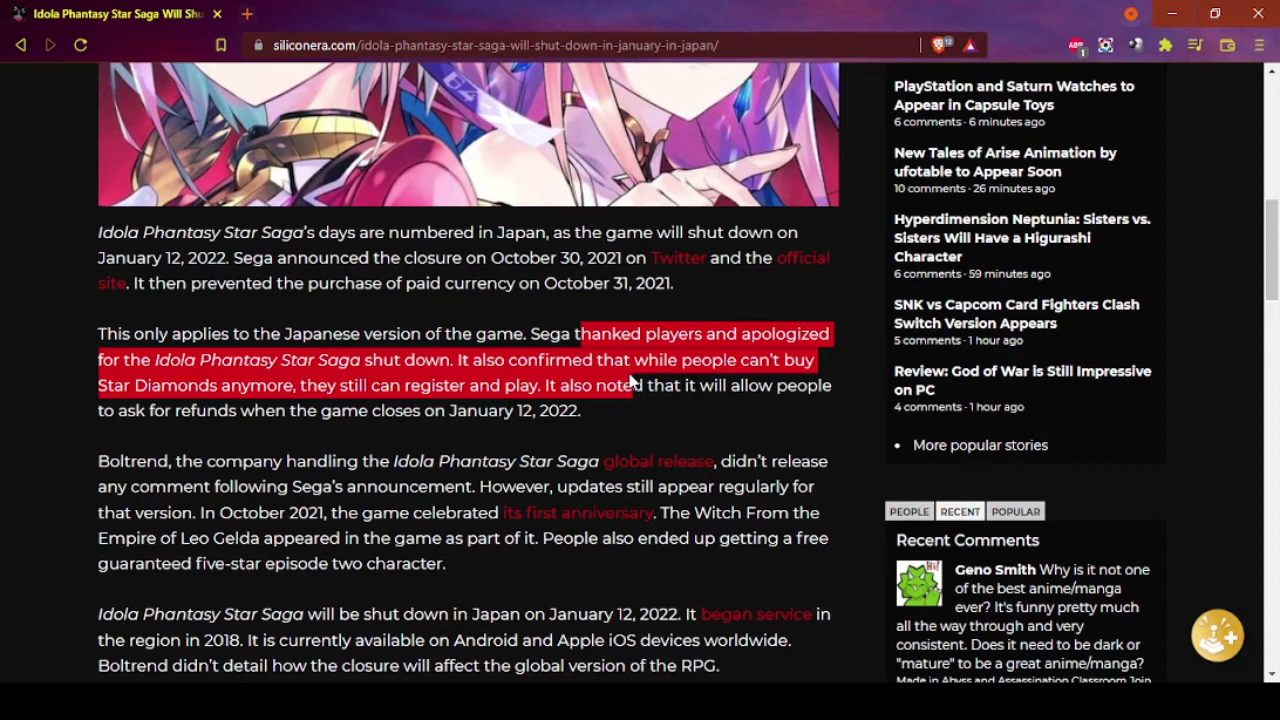 Idola Phantasy Star Saga Will Shu
siliconera.com/idola-phantasy-star-saga-will-shut-down-in-january-in-japan/
12
ABP
1
64
Idola Phantasy Star Saga's days are numbered in Japan, as the game will shut down on
January 12, 2022. Sega announced the closure on October 30, 2021 on Twitter and the official
site. It then prevented the purchase of paid currency on October 31, 2021.
This only applies to the Japanese version of the game. Sega thanked players and apologized
for the Idola Phantasy Star Saga shut down. It also confirmed that while people can't buy
Star Diamonds anymore, they still can register and play. It also noted that it will allow people
to ask for refunds when the game closes on January 12, 2022.
Boltrend, the company handling the Idola Phantasy Star Saga global release, didn't release
any comment following Sega's announcement. However, updates still appear regularly for
that version. In October 2021, the game celebrated its first anniversary. The Witch From the
Empire of Leo Gelda appeared in the game as part of it. People also ended up getting a free
guaranteed five-star episode two character.
Idola Phantasy Star Saga will be shut down in Japan on January 12, 2022. It began service in
the region in 2018. It is currently available on Android and Apple iOS devices worldwide.
Boltrend didn't detail how the closure will affect the global version of the RPG.
PlayStation and Saturn Watches to
Appear in Capsule Toys
6 comments · 6 minutes ago
New Tales of Arise Animation by
ufotable to Appear Soon
10 comments · 26 minutes ago
Hyperdimension Neptunia: Sisters vs.
Sisters Will Have a Higurashi
Character
6 comments · 59 minutes ago
SNK vs Capcom Card Fighters Clash
Switch Version Appears
5 comments · 1 hour ago
Review: God of War is Still Impressive
on PC
4 comments · 1 hour ago
• More popular stories
PEOPLE RECENT POPULAR
Recent Comments
Hi!
Geno Smith Why is it not one
of the best anime/manga
ever? It's funny pretty much
all the way through and very
consistent. Does it need to be dark or
"mature" to be a great anime/manga?
Made in Abyss and Assassination Classroom Join